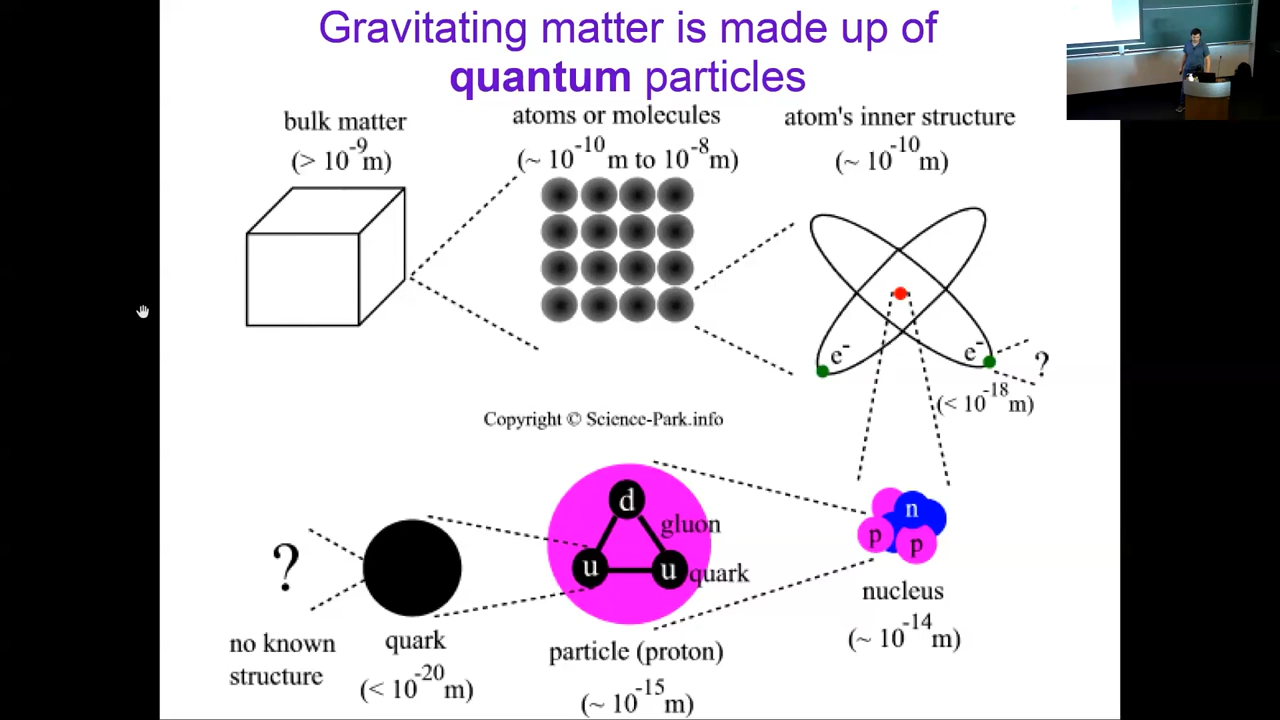 Gravitating matter is made up of
quantum particles
bulk matter
(> 10⁻⁹m)
atoms or molecules
(~ 10⁻¹⁰m to 10⁻⁸m)
atom's inner structure
(~ 10⁻¹⁰m)
e⁻
e⁻
?
(< 10⁻¹⁸m)
Copyright © Science-Park.info
?
no known
structure
quark
(< 10⁻²⁰m)
d
gluon
u
u
quark
particle (proton)
(~ 10⁻¹⁵m)
n
p
p
nucleus
(~ 10⁻¹⁴m)